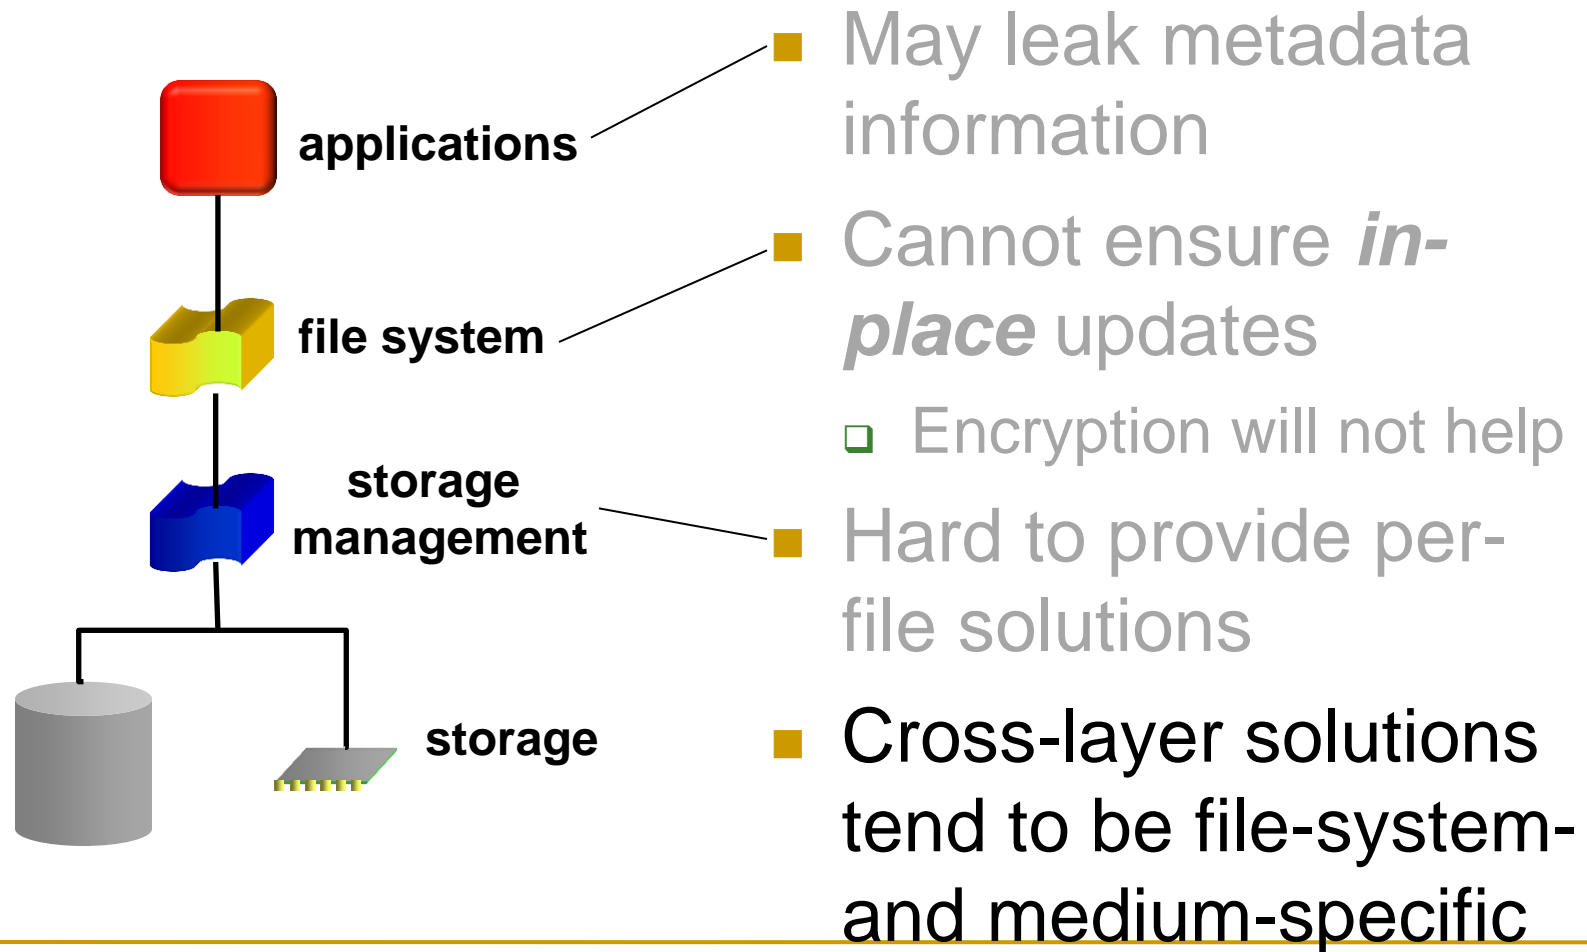 applications
file system
storage
management
storage
May leak metadata
information
Cannot ensure in-
place updates
Encryption will not help
Hard to provide per-
file solutions
Cross-layer solutions
tend to be file-system-
and medium-specific